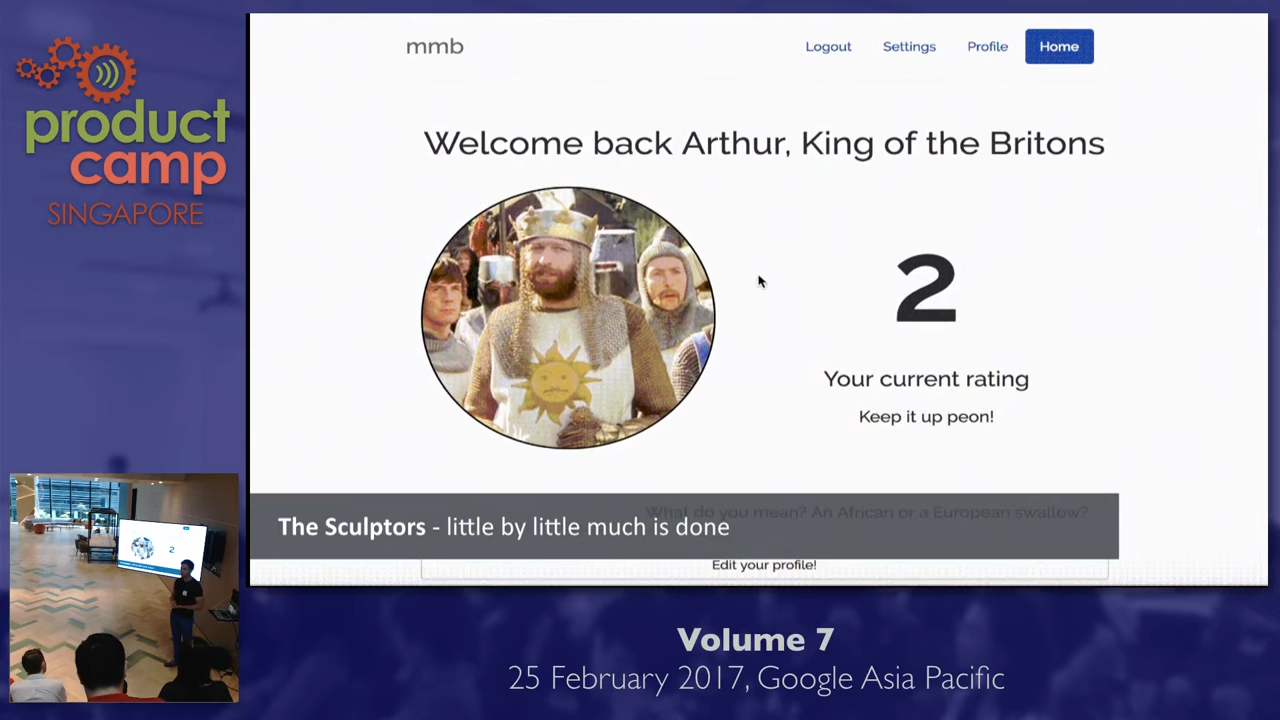 product
camp
SINGAPORE
mmb
Logout Settings Profile Home
Welcome back Arthur, King of the Britons
2
Your current rating
Keep it up peon!
What do you mean? An African or a European swallow?
The Sculptors - little by little much is done
Edit your profile!
2
Volume 7
25 February 2017, Google Asia Pacific